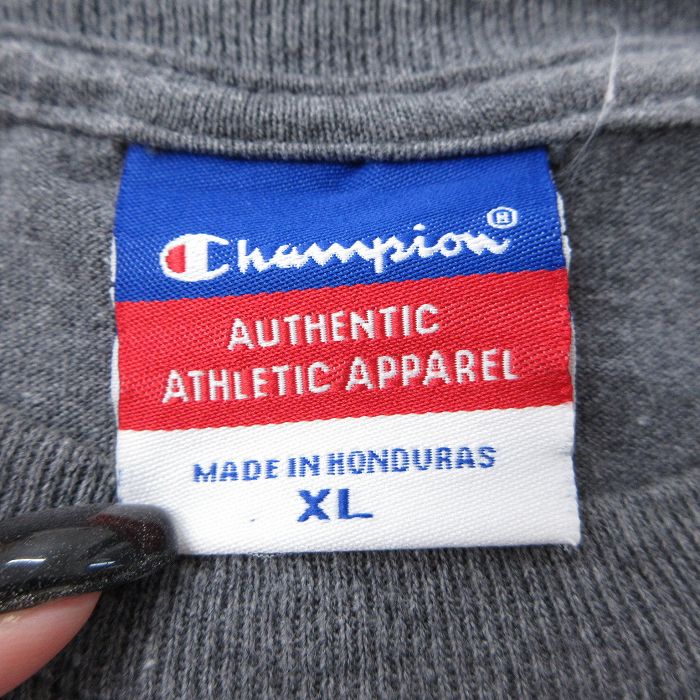 Champion®
AUTHENTIC
ATHLETIC APPAREL
MADE IN HONDURAS
XL